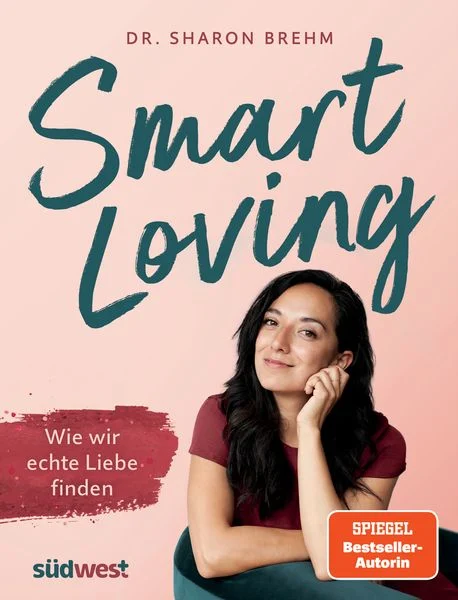 DR. SHARON BREHM
Smart
Loving
Wie wir
echte Liebe
finden
SPIEGEL
Bestseller-
Autorin
südwest